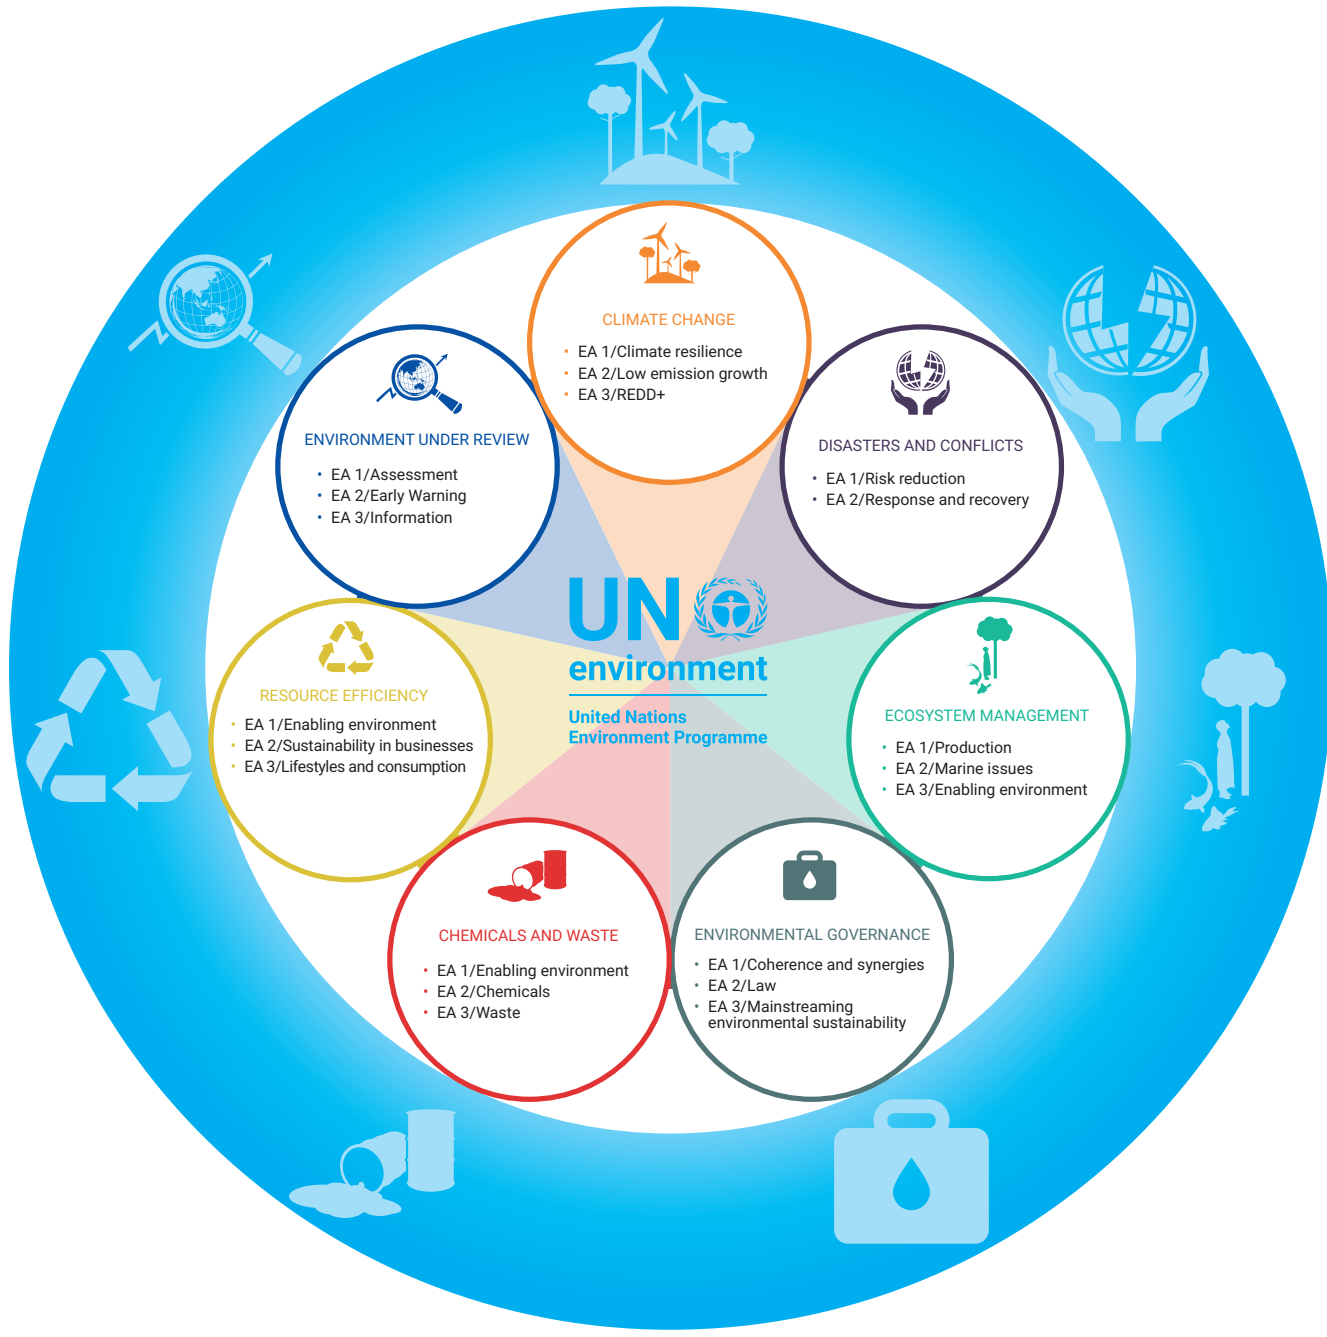 CLIMATE CHANGE
• EA 1/Climate resilience
• EA 2/Low emission growth
• EA 3/REDD+
ENVIRONMENT UNDER REVIEW
• EA 1/Assessment
• EA 2/Early Warning
• EA 3/Information
DISASTERS AND CONFLICTS
• EA 1/Risk reduction
• EA 2/Response and recovery
UN
environment
United Nations
Environment Programme
RESOURCE EFFICIENCY
• EA 1/Enabling environment
• EA 2/Sustainability in businesses
• EA 3/Lifestyles and consumption
ECOSYSTEM MANAGEMENT
• EA 1/Production
• EA 2/Marine issues
• EA 3/Enabling environment
CHEMICALS AND WASTE
• EA 1/Enabling environment
• EA 2/Chemicals
• EA 3/Waste
ENVIRONMENTAL GOVERNANCE
• EA 1/Coherence and synergies
• EA 2/Law
• EA 3/Mainstreaming
environmental sustainability